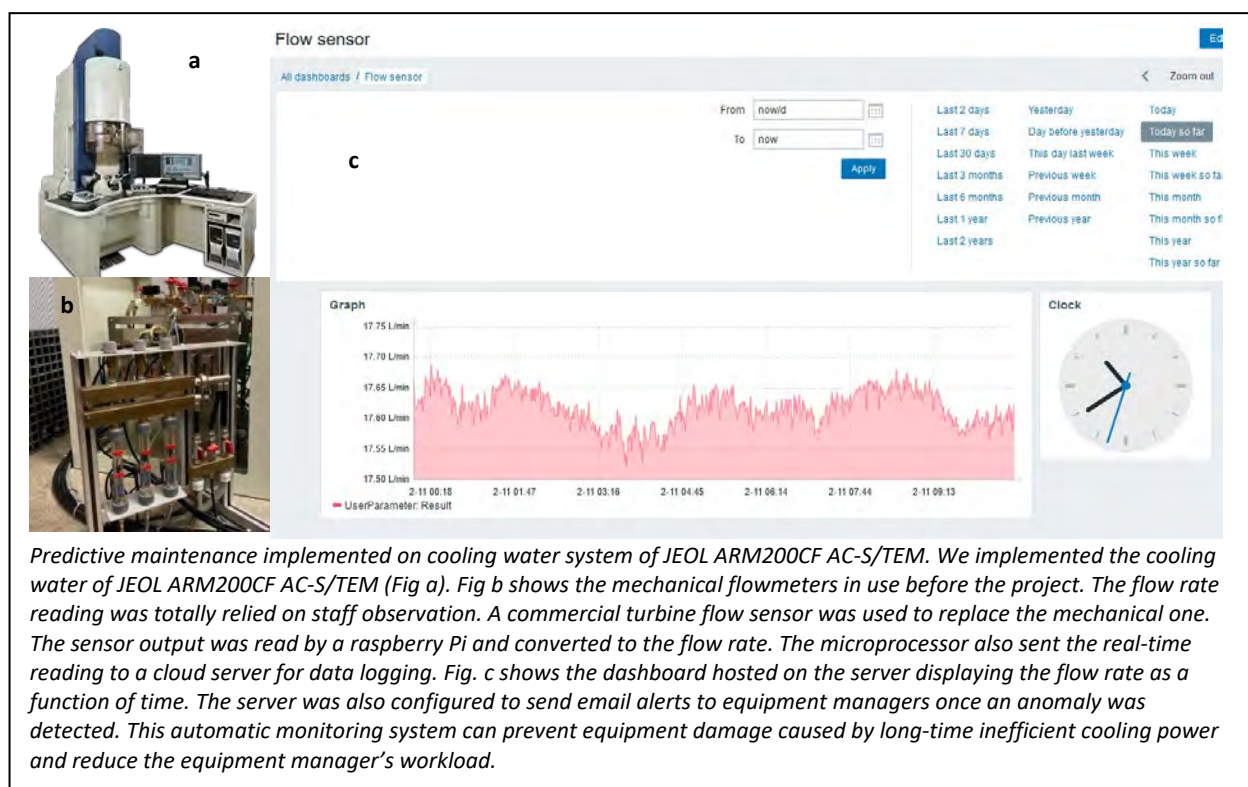 a
Flow sensor
Ed
All dashboards / Flow sensor
Zoom out
From now/d
To now
Apply
c
Last 2 days Yesterday Today
Last 7 days Day before yesterday Today so far
Last 30 days This day last week This week
Last 3 months Previous week This week so fa
Last 6 months Previous month This month
Last 1 year Previous year This month so f
Last 2 years This year
This year so far
b
Graph
Clock
17.75 L/min
17.70 L/min
17.65 L/min
17.60 L/min
17.55 L/min
17.50 L/min
2-11 00:18 2-11 01:47 2-11 03:16 2-11 04:45 2-11 06:14 2-11 07:44 2-11 09:13
UserParameter: Result
Predictive maintenance implemented on cooling water system of JEOL ARM200CF AC-S/TEM. We implemented the cooling
water of JEOL ARM200CF AC-S/TEM (Fig a). Fig b shows the mechanical flowmeters in use before the project. The flow rate
reading was totally relied on staff observation. A commercial turbine flow sensor was used to replace the mechanical one.
The sensor output was read by a raspberry Pi and converted to the flow rate. The microprocessor also sent the real-time
reading to a cloud server for data logging. Fig. c shows the dashboard hosted on the server displaying the flow rate as a
function of time. The server was also configured to send email alerts to equipment managers once an anomaly was
detected. This automatic monitoring system can prevent equipment damage caused by long-time inefficient cooling power
and reduce the equipment manager's workload.